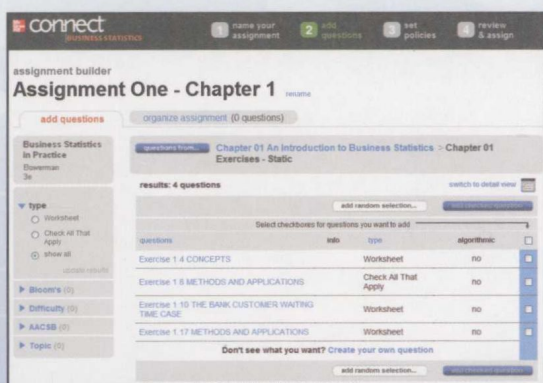 connect
BUSINESS STATISTICS
1 name your
assignment
2 add
questions
3 set
policies
4 review
& assign
assignment builder
Assignment One - Chapter 1 rename
add questions
organize assignment (0 questions)
Business Statistics
in Practice
Bowerman
3e
type
Worksheet
Check All That
Apply
show all
update results
Bloom's (0)
Difficulty (0)
AACSB (0)
Topic (0)
questions from...
Chapter 01 An Introduction to Business Statistics > Chapter 01
Exercises - Static
results: 4 questions
switch to detail view
add random selection...
add checked question
Select checkboxes for questions you want to add
questions info type algorithmic
Exercise 1.4 CONCEPTS Worksheet no
Exercise 1.8 METHODS AND APPLICATIONS Check All That
Apply no
Exercise 1.10 THE BANK CUSTOMER WAITING
TIME CASE Worksheet no
Exercise 1.17 METHODS AND APPLICATIONS Worksheet no
Don't see what you want? Create your own question
add random selection...
add checked question